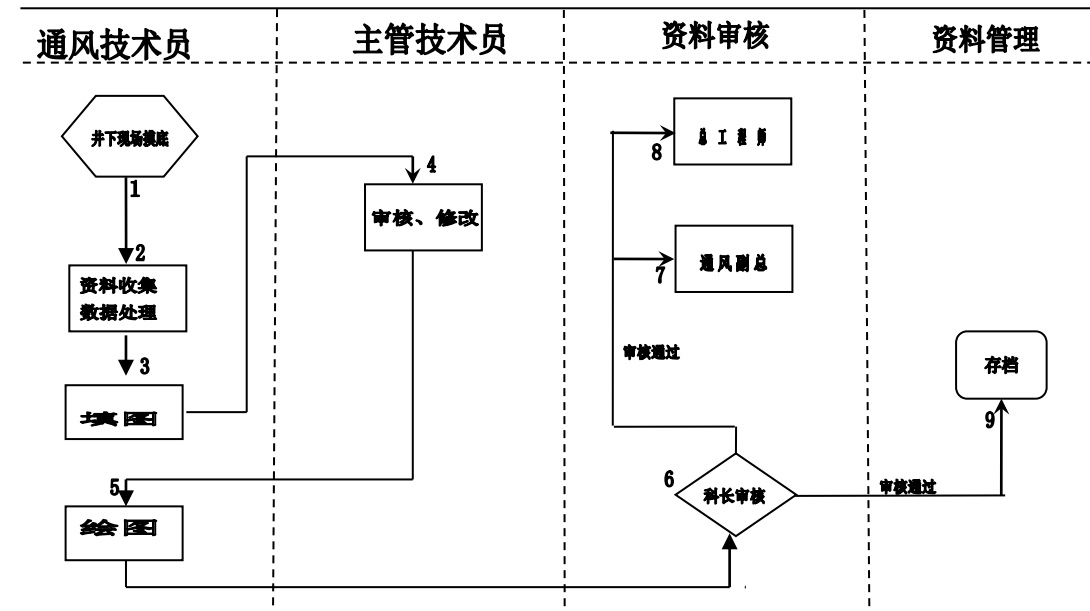 通风技术员
主管技术员
资料审核
资料管理
井下现场摸底
1
2
资料收集
数据处理
3
填图
4
审核、修改
5
绘图
6
科长审核
审核通过
7
通风副总
8
总工程师
审核通过
9
存档